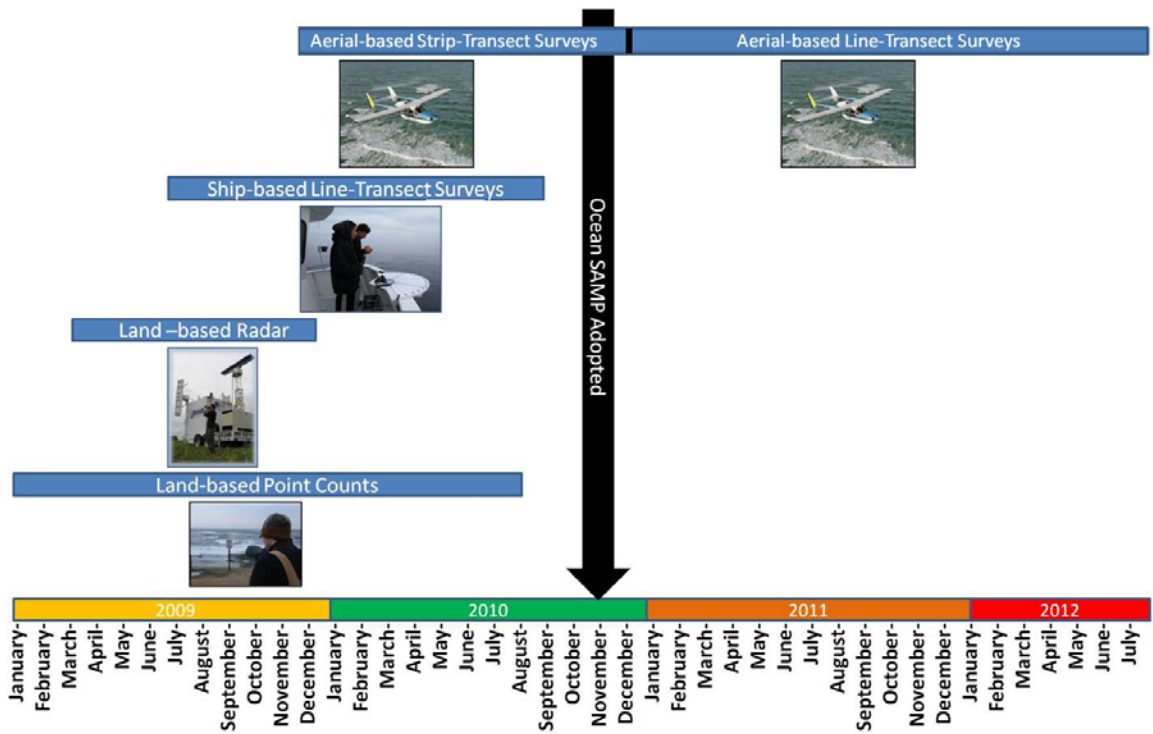 Aerial-based Strip-Transect Surveys
Aerial-based Line-Transect Surveys
Ship-based Line-Transect Surveys
Ocean SAMP Adopted
Land –based Radar
Land-based Point Counts
2009
2010
2011
2012
January-
February-
March-
April-
May-
June-
July-
August-
September-
October-
November-
December-
January-
February-
March-
April-
May-
June-
July-
August-
September-
October-
November-
December-
January-
February-
March-
April-
May-
June-
July-
August-
September-
October-
November-
December-
January-
February-
March-
April-
May-
June-
July-